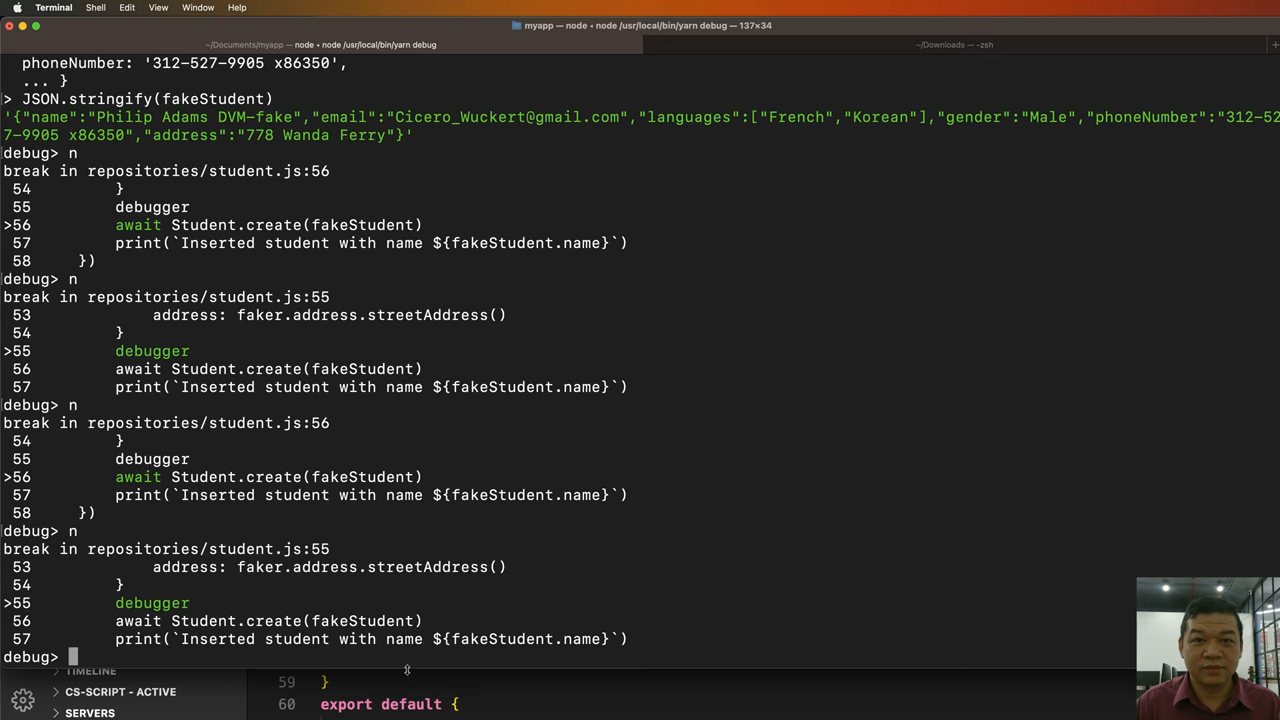 Terminal Shell Edit View Window Help
myapp — node • node /usr/local/bin/yarn debug — 137×34
~/Documents/myapp — node • node /usr/local/bin/yarn debug
~/Downloads — -zsh
phoneNumber: '312-527-9905 x86350',
... }
> JSON.stringify(fakeStudent)
'{"name":"Philip Adams DVM-fake","email":"Cicero_Wuckert@gmail.com","languages":["French","Korean"],"gender":"Male","phoneNumber":"312-52
7-9905 x86350","address":"778 Wanda Ferry"}'
debug> n
break in repositories/student.js:56
54 }
55 debugger
>56 await Student.create(fakeStudent)
57 print(`Inserted student with name ${fakeStudent.name}`)
58 })
debug> n
break in repositories/student.js:55
53 address: faker.address.streetAddress()
54 }
>55 debugger
56 await Student.create(fakeStudent)
57 print(`Inserted student with name ${fakeStudent.name}`)
debug> n
break in repositories/student.js:56
54 }
55 debugger
>56 await Student.create(fakeStudent)
57 print(`Inserted student with name ${fakeStudent.name}`)
58 })
debug> n
break in repositories/student.js:55
53 address: faker.address.streetAddress()
54 }
>55 debugger
56 await Student.create(fakeStudent)
57 print(`Inserted student with name ${fakeStudent.name}`)
debug>
TIMELINE
CS-SCRIPT - ACTIVE
SERVERS
59 }
60 export default {